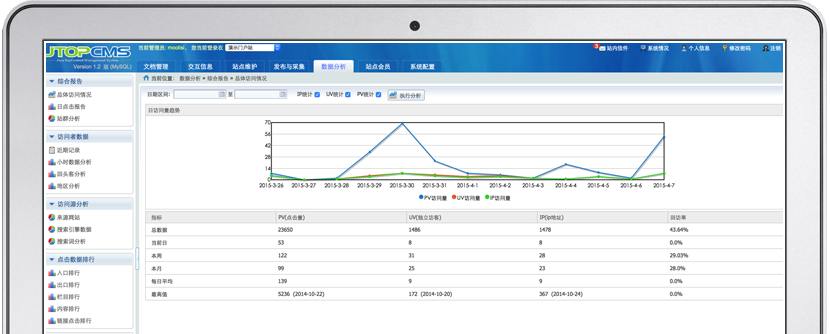 JTOPCMS
Version 1.2 版 (MySQL)
当前管理员: moolai, 您当前登录在 演示门户站
3 站内信件 系统情况 个人信息 修改密码 注销
文档管理 交互信息 站点维护 发布与采集 数据分析 站点会员 系统配置
当前位置: 数据分析 » 综合报告 » 总体访问情况
综合报告
总体访问情况
日点击报告
站群分析
访问者数据
近期记录
小时数据分析
回头客分析
地区分析
访问源分析
来源网站
搜索引擎数据
搜索词分析
点击数据排行
入口排行
出口排行
栏目排行
内容排行
链接点击排行
日期区间: 至 IP统计 UV统计 PV统计 执行分析
日访问量趋势
70
56
42
28
14
0
2015-3-26 2015-3-27 2015-3-28 2015-3-29 2015-3-30 2015-3-31 2015-4-1 2015-4-2 2015-4-3 2015-4-4 2015-4-5 2015-4-6 2015-4-7
PV访问量 UV访问量 IP访问量
指标 PV(点击量) UV(独立访客) IP(ip地址) 回访率
总数据 23650 1486 1478 43.64%
当前日 53 8 8 0.0%
本周 122 31 28 29.03%
本月 99 25 23 28.0%
每日平均 139 9 9 0.0%
最高值 5236 (2014-10-22) 172 (2014-10-20) 367 (2014-10-24) 0.0%